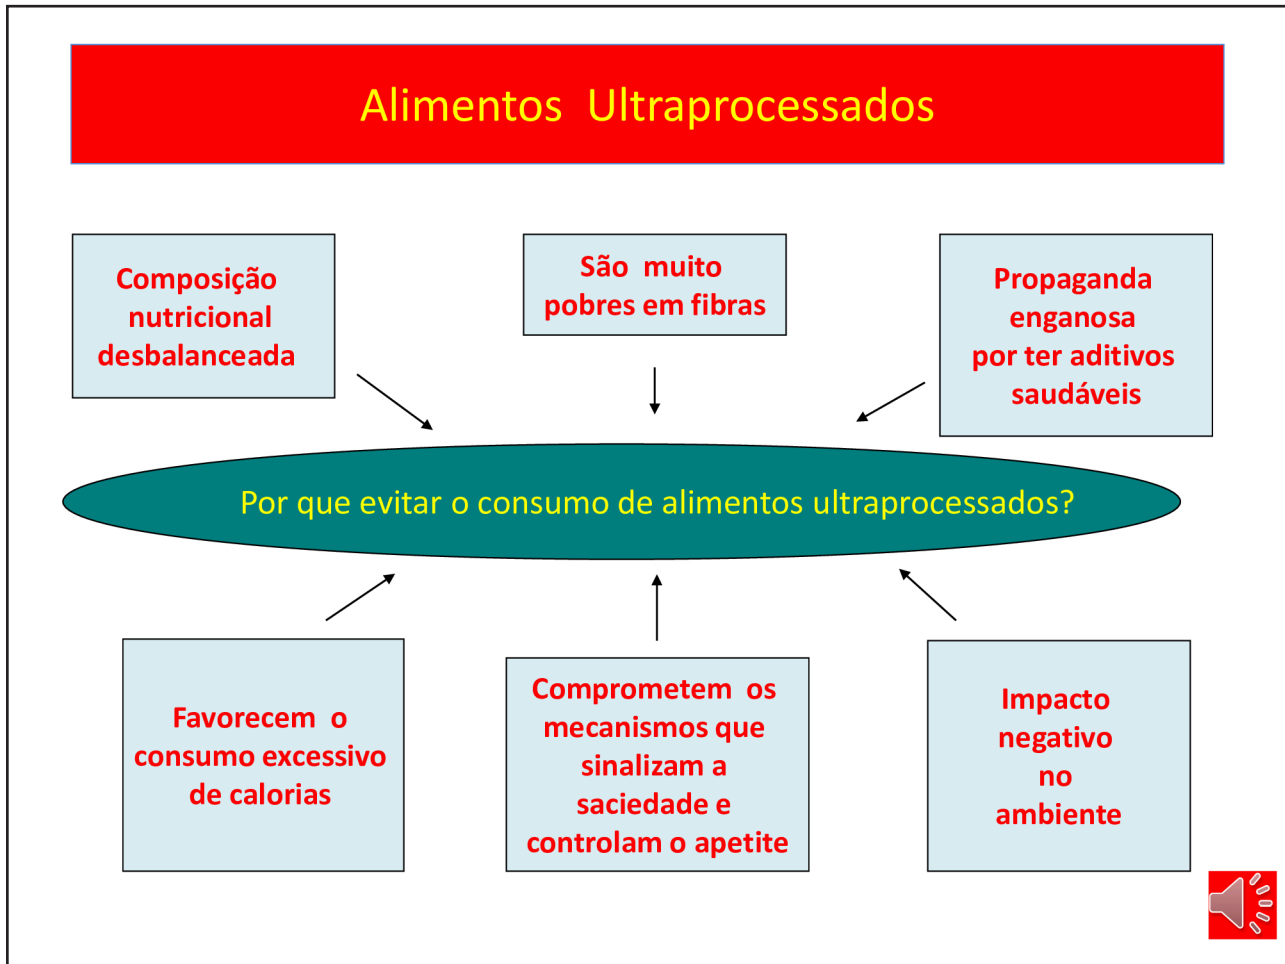 Alimentos Ultraprocessados
Composição
nutricional
desbalanceada
São muito
pobres em fibras
Propaganda
enganosa
por ter aditivos
saudáveis
Por que evitar o consumo de alimentos ultraprocessados?
Favorecem o
consumo excessivo
de calorias
Comprometem os
mecanismos que
sinalizam a
saciedade e
controlam o apetite
Impacto
negativo
no
ambiente